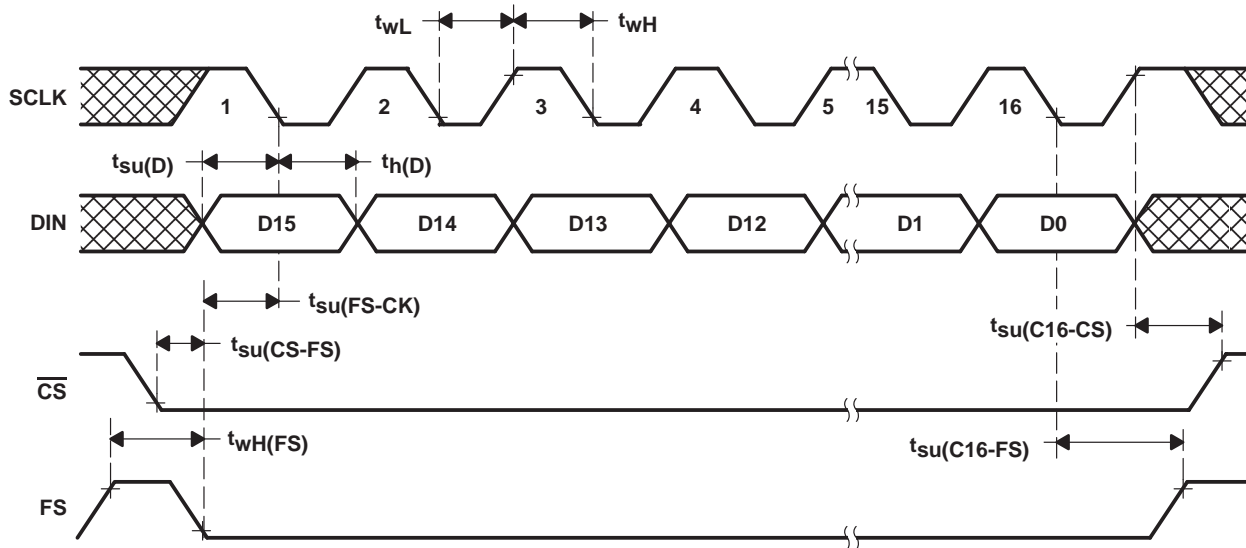 twL
twH
SCLK
1
2
3
4
5
15
16
tsu(D)
th(D)
DIN
D15
D14
D13
D12
D1
D0
tsu(FS-CK)
tsu(CS-FS)
tsu(C16-CS)
CS
twH(FS)
tsu(C16-FS)
FS